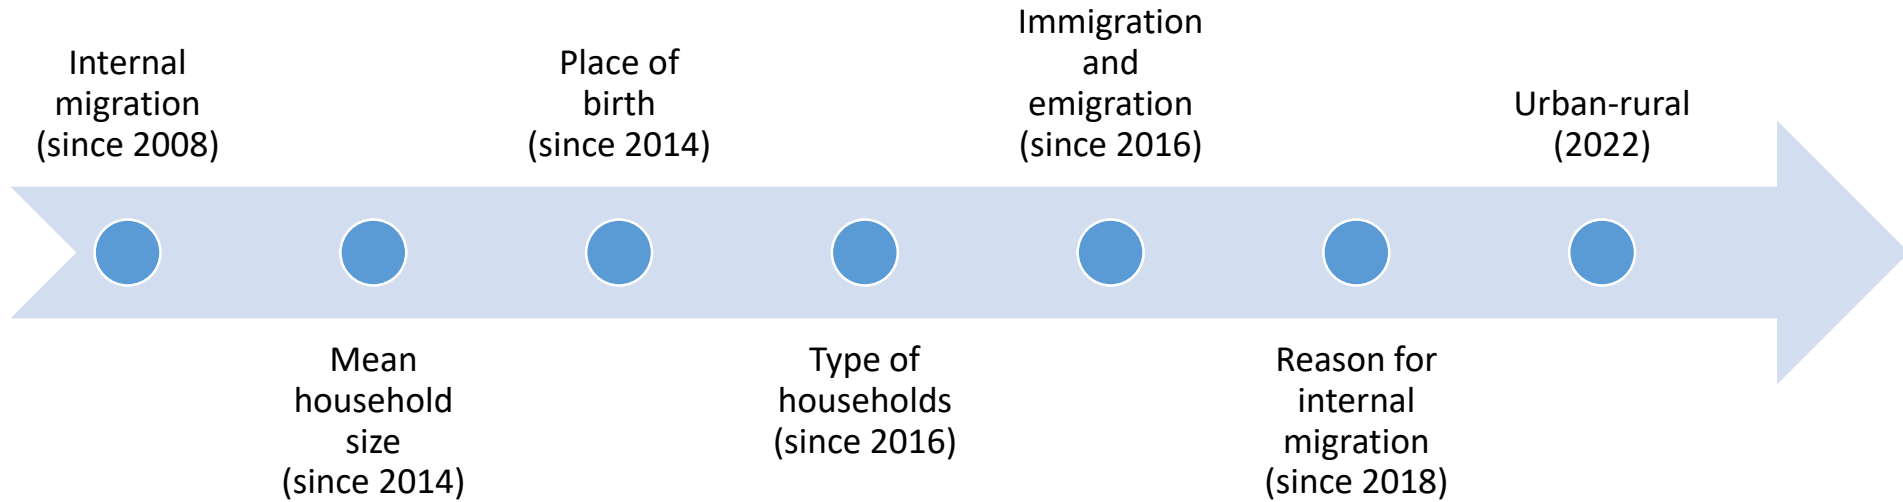 Internal
migration
(since 2008)
Mean
household
size
(since 2014)
Place of
birth
(since 2014)
Type of
households
(since 2016)
Immigration
and
emigration
(since 2016)
Reason for
internal
migration
(since 2018)
Urban-rural
(2022)